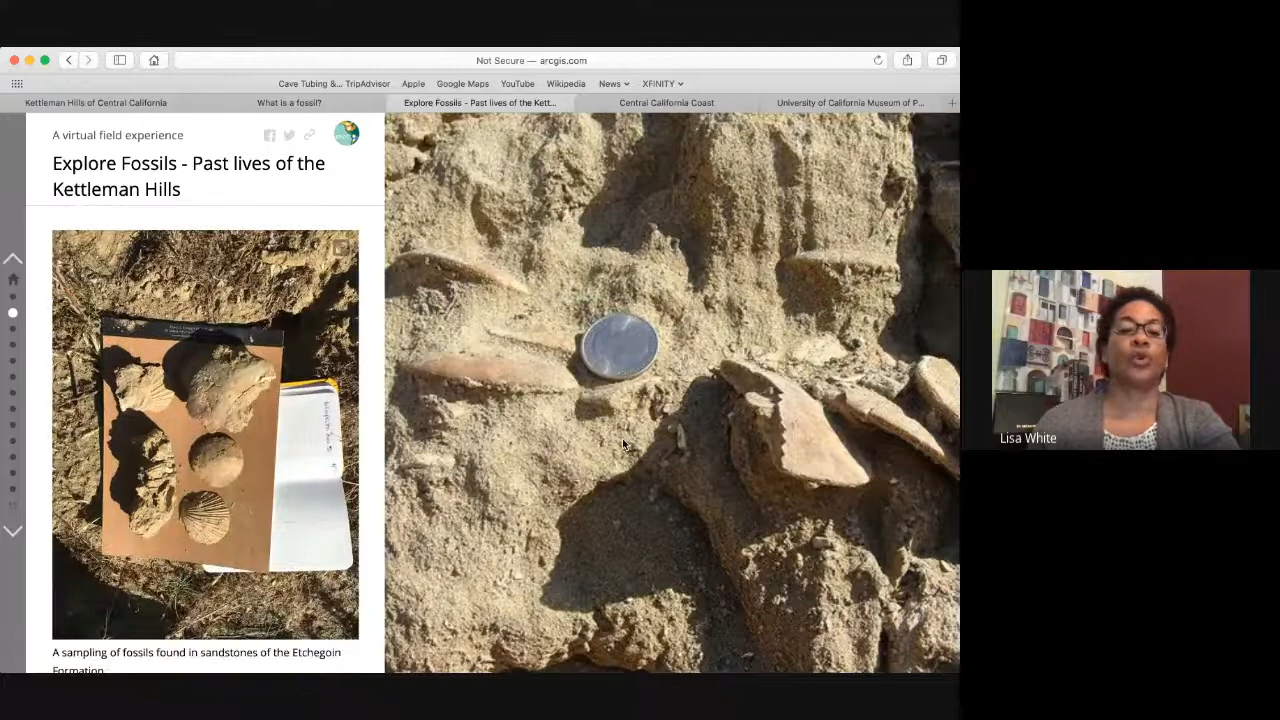 Not Secure — arcgis.com
Cave Tubing &... TripAdvisor Apple Google Maps YouTube Wikipedia News XFINITY
Kettleman Hills of Central California What is a fossil? Explore Fossils - Past lives of the Kett... Central California Coast University of California Museum of P...
A virtual field experience
Explore Fossils - Past lives of the
Kettleman Hills
A sampling of fossils found in sandstones of the Etchegoin
Formation
Lisa White